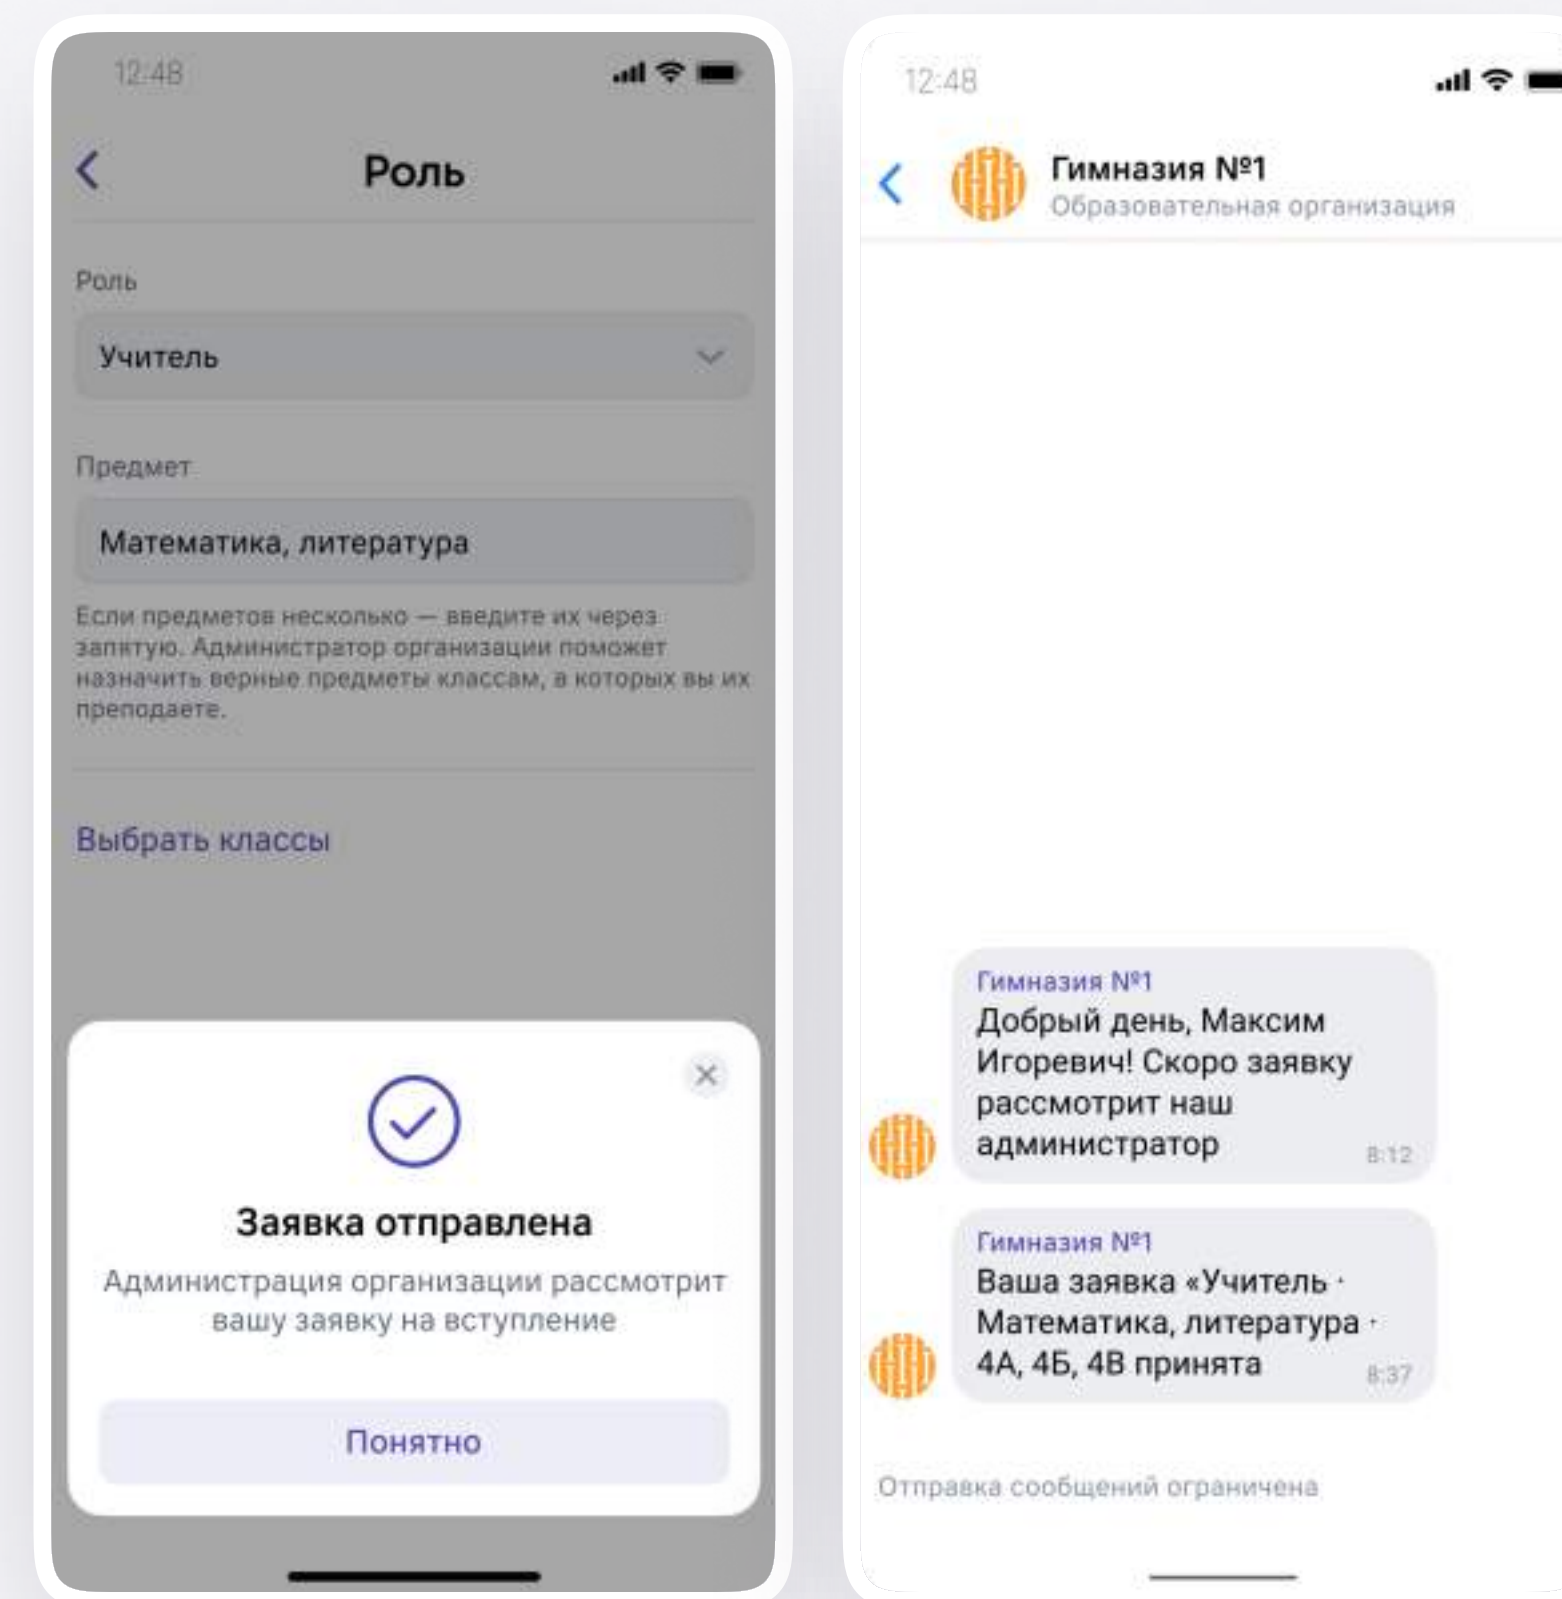 12:48
Роль
Роль
Учитель
Предмет
Математика, литература
Если предметов несколько — введите их через
запятую. Администратор организации поможет
назначить верные предметы классам, в которых вы их
преподаете.
Выбрать классы
Заявка отправлена
Администрация организации рассмотрит
вашу заявку на вступление
Понятно
12:48
Гимназия №1
Образовательная организация
Гимназия №1
Добрый день, Максим
Игоревич! Скоро заявку
рассмотрит наш
администратор
8:12
Гимназия №1
Ваша заявка «Учитель ·
Математика, литература ·
4А, 4Б, 4В принята
8:37
Отправка сообщений ограничена